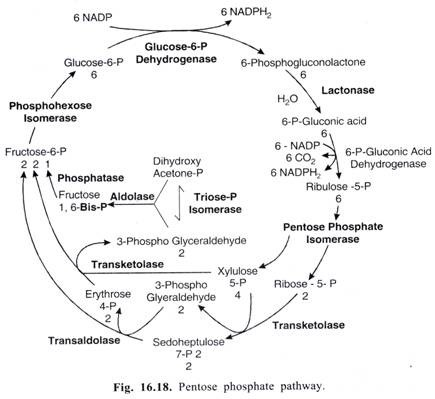 6 NADP
6 NADPH2
Glucose-6-P
Dehydrogenase
Glucose-6-P
6
6-Phosphogluconolactone
6
Lactonase
H2O
Phosphohexose
Isomerase
6-P-Gluconic acid
6
6 - NADP
6 CO2
6 NADPH2
6-P-Gluconic Acid
Dehydrogenase
Fructose-6-P
2 2 1
Phosphatase
Fructose
1, 6-Bis-P
Aldolase
Dihydroxy
Acetone-P
Triose-P
Isomerase
Ribulose -5-P
6
Pentose Phosphate
Isomerase
3-Phospho Glyceraldehyde
2
Transketolase
Xylulose
5-P
4
Ribose - 5- P
2
Erythrose
4-P
2
3-Phospho
Glyeraldehyde
2
Transketolase
Transaldolase
Sedoheptulose
7-P 2
2
Fig. 16.18. Pentose phosphate pathway.